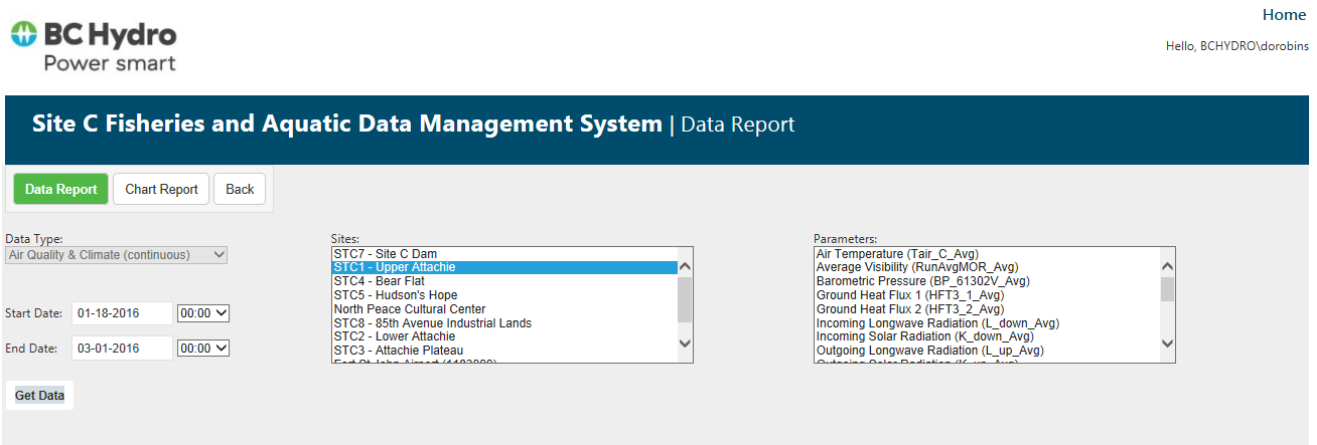 Home
BC Hydro
Power smart
Hello, BCHYDRO\dorobins
Site C Fisheries and Aquatic Data Management System | Data Report
Data Report Chart Report Back
Data Type:
Air Quality & Climate (continuous)
Start Date: 01-18-2016 00:00
End Date: 03-01-2016 00:00
Get Data
Sites:
STC7 - Site C Dam
STC1 - Upper Attachie
STC4 - Bear Flat
STC5 - Hudson's Hope
North Peace Cultural Center
STC8 - 85th Avenue Industrial Lands
STC2 - Lower Attachie
STC3 - Attachie Plateau
Parameters:
Air Temperature (Tair_C_Avg)
Average Visibility (RunAvgMOR_Avg)
Barometric Pressure (BP_61302V_Avg)
Ground Heat Flux 1 (HFT3_1_Avg)
Ground Heat Flux 2 (HFT3_2_Avg)
Incoming Longwave Radiation (L_down_Avg)
Incoming Solar Radiation (K_down_Avg)
Outgoing Longwave Radiation (L_up_Avg)